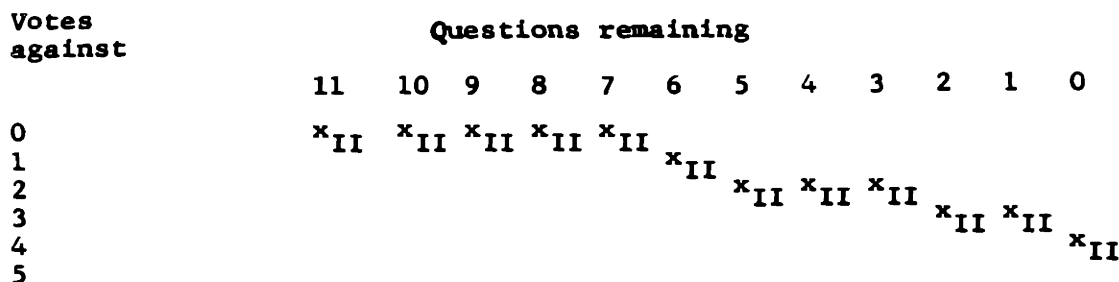 Votes against
Questions remaining
11 10 9 8 7 6 5 4 3 2 1 0
0 xII xII xII xII xII
1 xII
2 xII xII xII
3 xII xII
4 xII
5